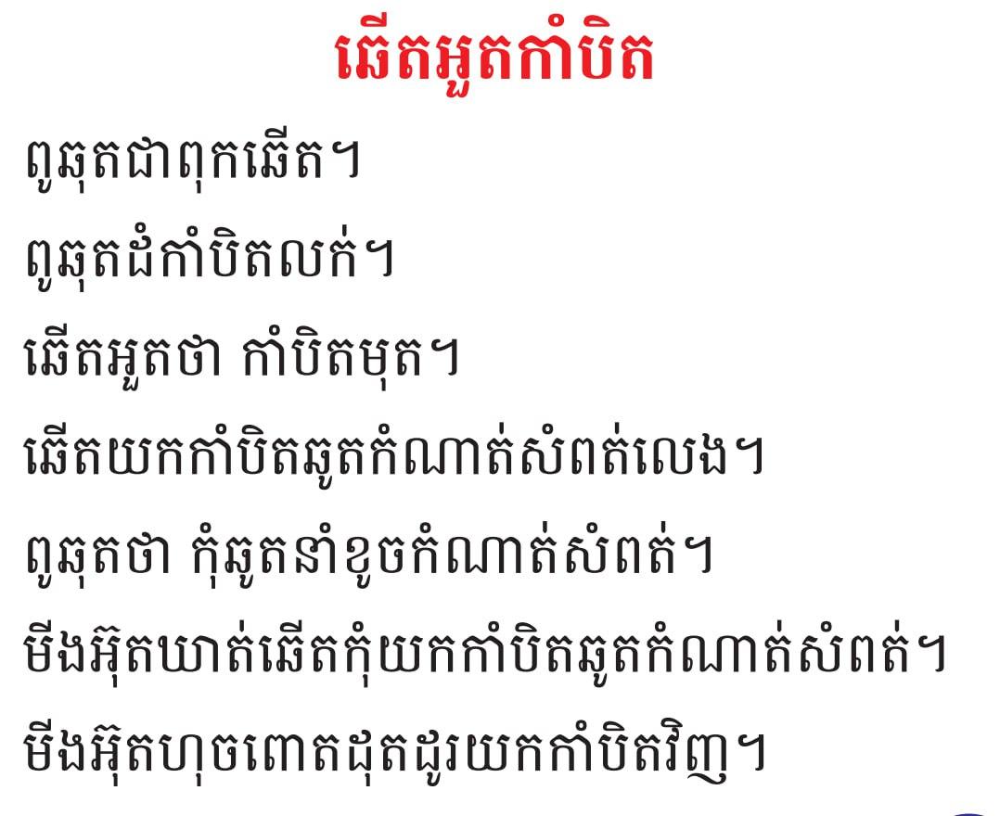 ឆើតអួតកាំបិត
ពូឆុតជាពុកឆើត។
ពូឆុតដំកាំបិតលក់។
ឆើតអួតថា កាំបិតមុត។
ឆើតយកកាំបិតឆូតកំណាត់សំពត់លេង។
ពូឆុតថា កុំឆូតនាំខូចកំណាត់សំពត់។
មីងអ៊ុតឃាត់ឆើតកុំយកកាំបិតឆូតកំណាត់សំពត់។
មីងអ៊ុតហុចពោតដុតដូរយកកាំបិតវិញ។